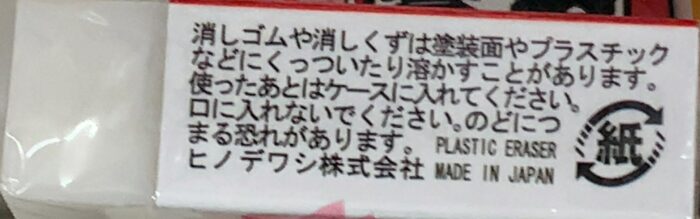 消しゴムや消しくずは塗装面やプラスチック
などにくっついたり溶かすことがあります。
使ったあとはケースに入れてください。
口に入れないでください。のどにつ
まる恐れがあります。 PLASTIC ERASER
ヒノデワシ株式会社 MADE IN JAPAN
紙